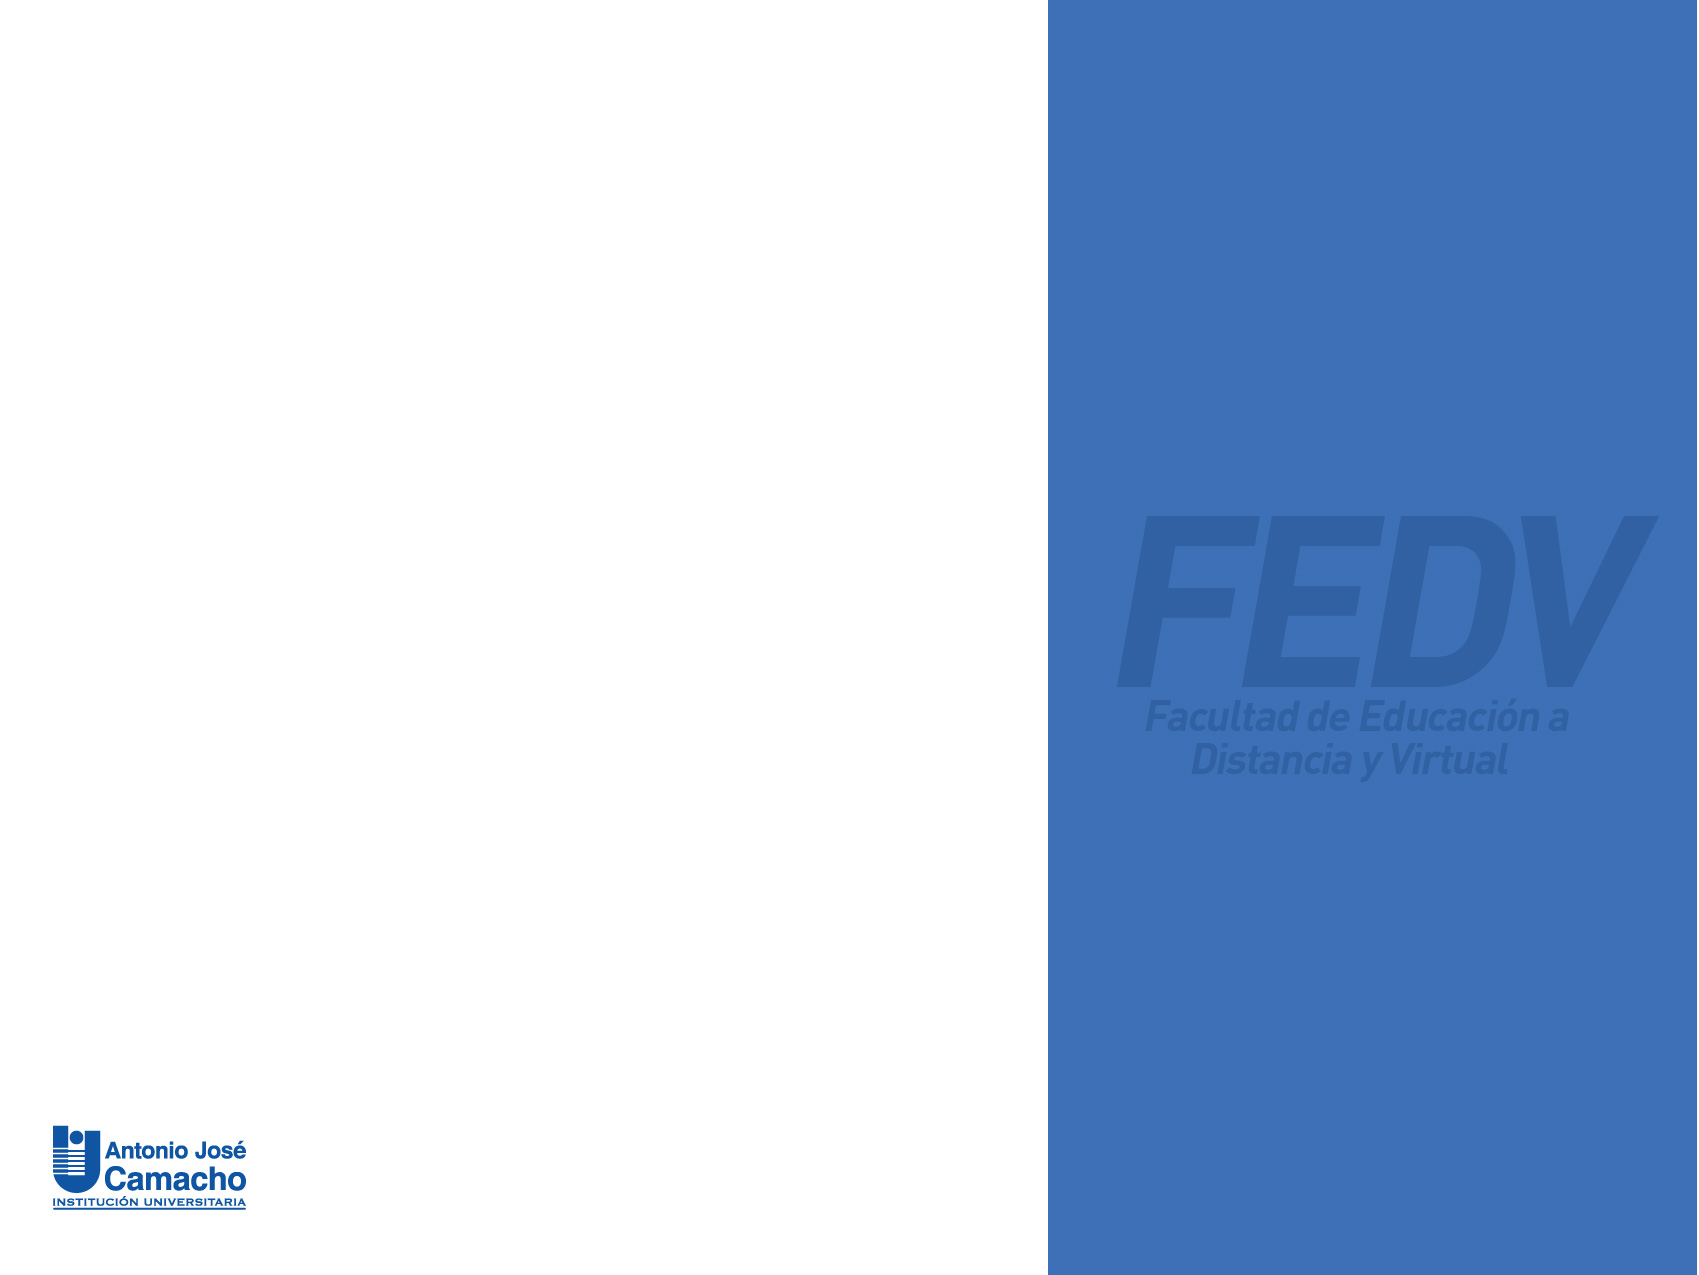 FEDV
Facultad de Educación a
Distancia y Virtual
Antonio José
Camacho
INSTITUCIÓN UNIVERSITARIA